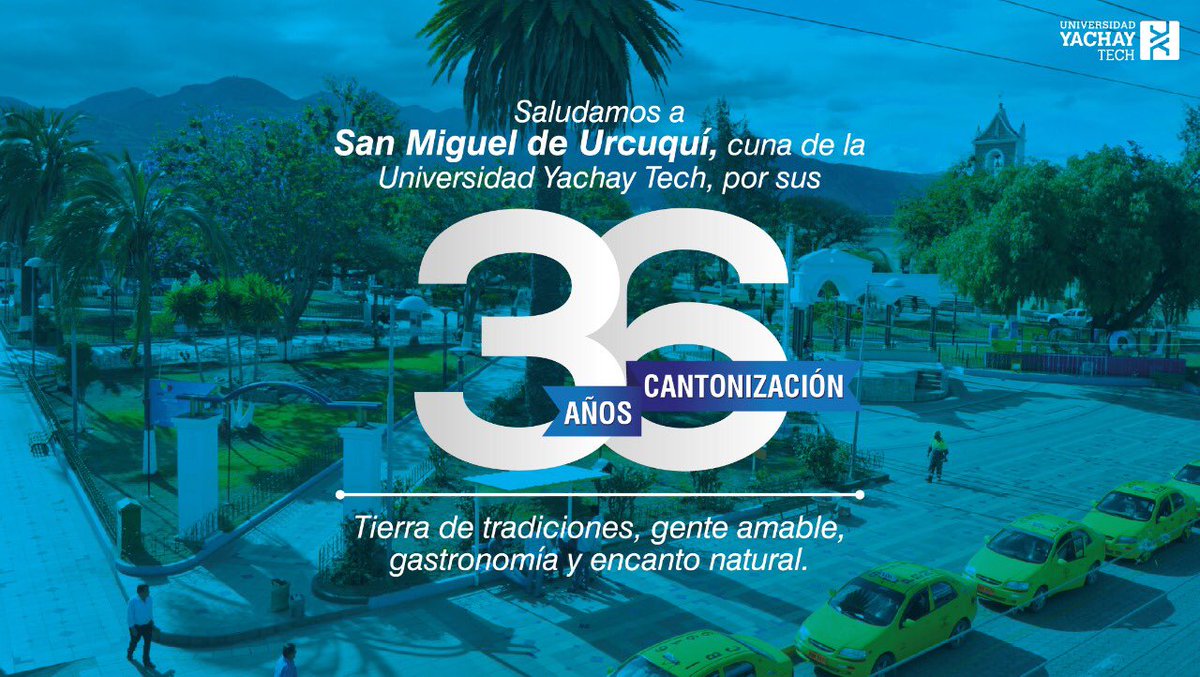 UNIVERSIDAD
YACHAY
TECH
Saludamos a
San Miguel de Urcuquí, cuna de la
Universidad Yachay Tech, por sus
36
AÑOS
CANTONIZACIÓN
Tierra de tradiciones, gente amable,
gastronomía y encanto natural.